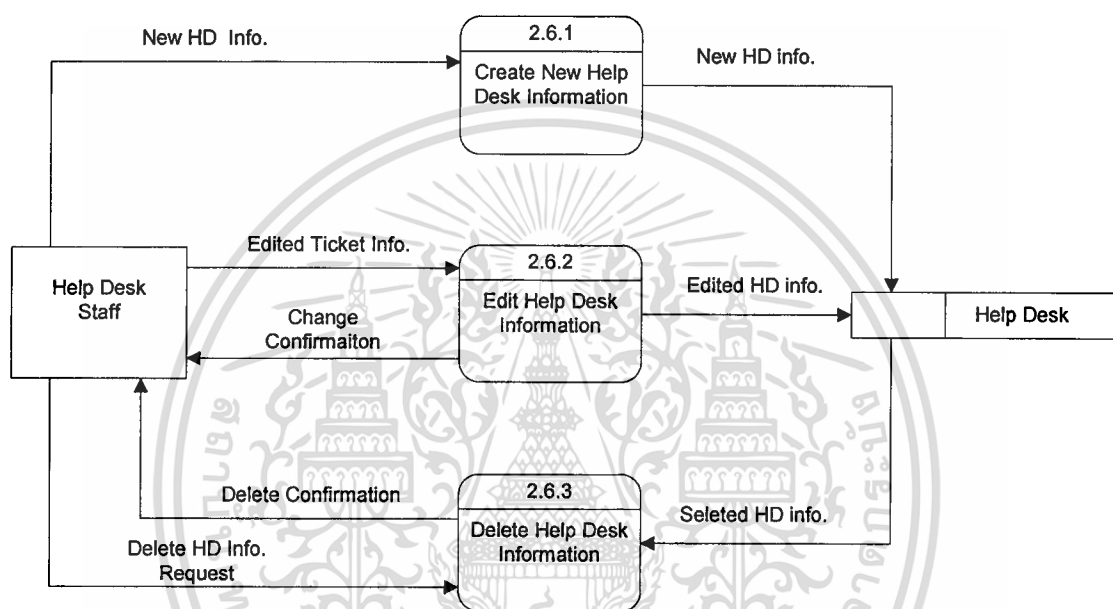 New HD Info.
2.6.1
Create New Help
Desk Information
New HD info.
Help Desk
Staff
Edited Ticket Info.
Change
Confirmaiton
2.6.2
Edit Help Desk
Information
Edited HD info.
Help Desk
Delete Confirmation
Delete HD Info.
Request
2.6.3
Delete Help Desk
Information
Seleted HD info.